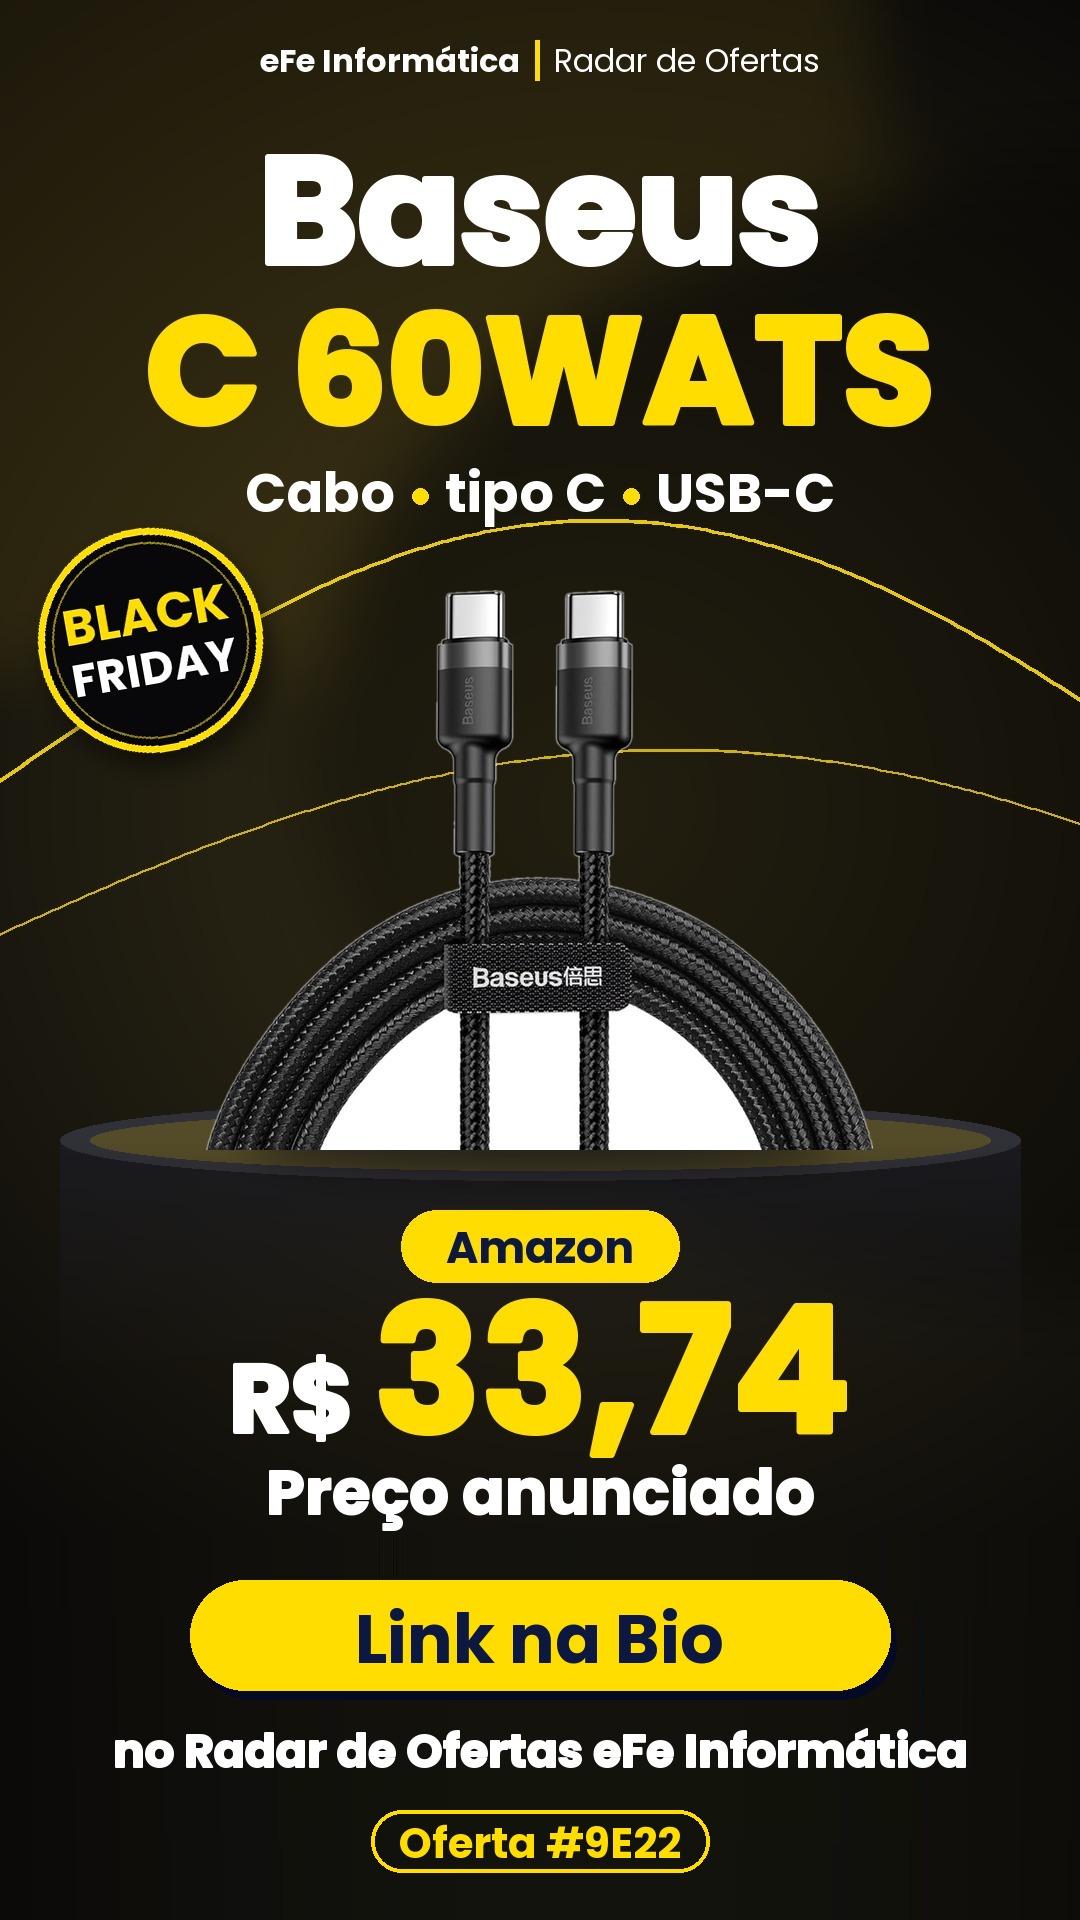 eFe Informática | Radar de Ofertas
Baseus
C 60WATS
Cabo • tipo C • USB-C
BLACK
FRIDAY
Baseus
Baseus
Baseus倍思
Amazon
R$ 33,74
Preço anunciado
Link na Bio
no Radar de Ofertas eFe Informática
Oferta #9E22